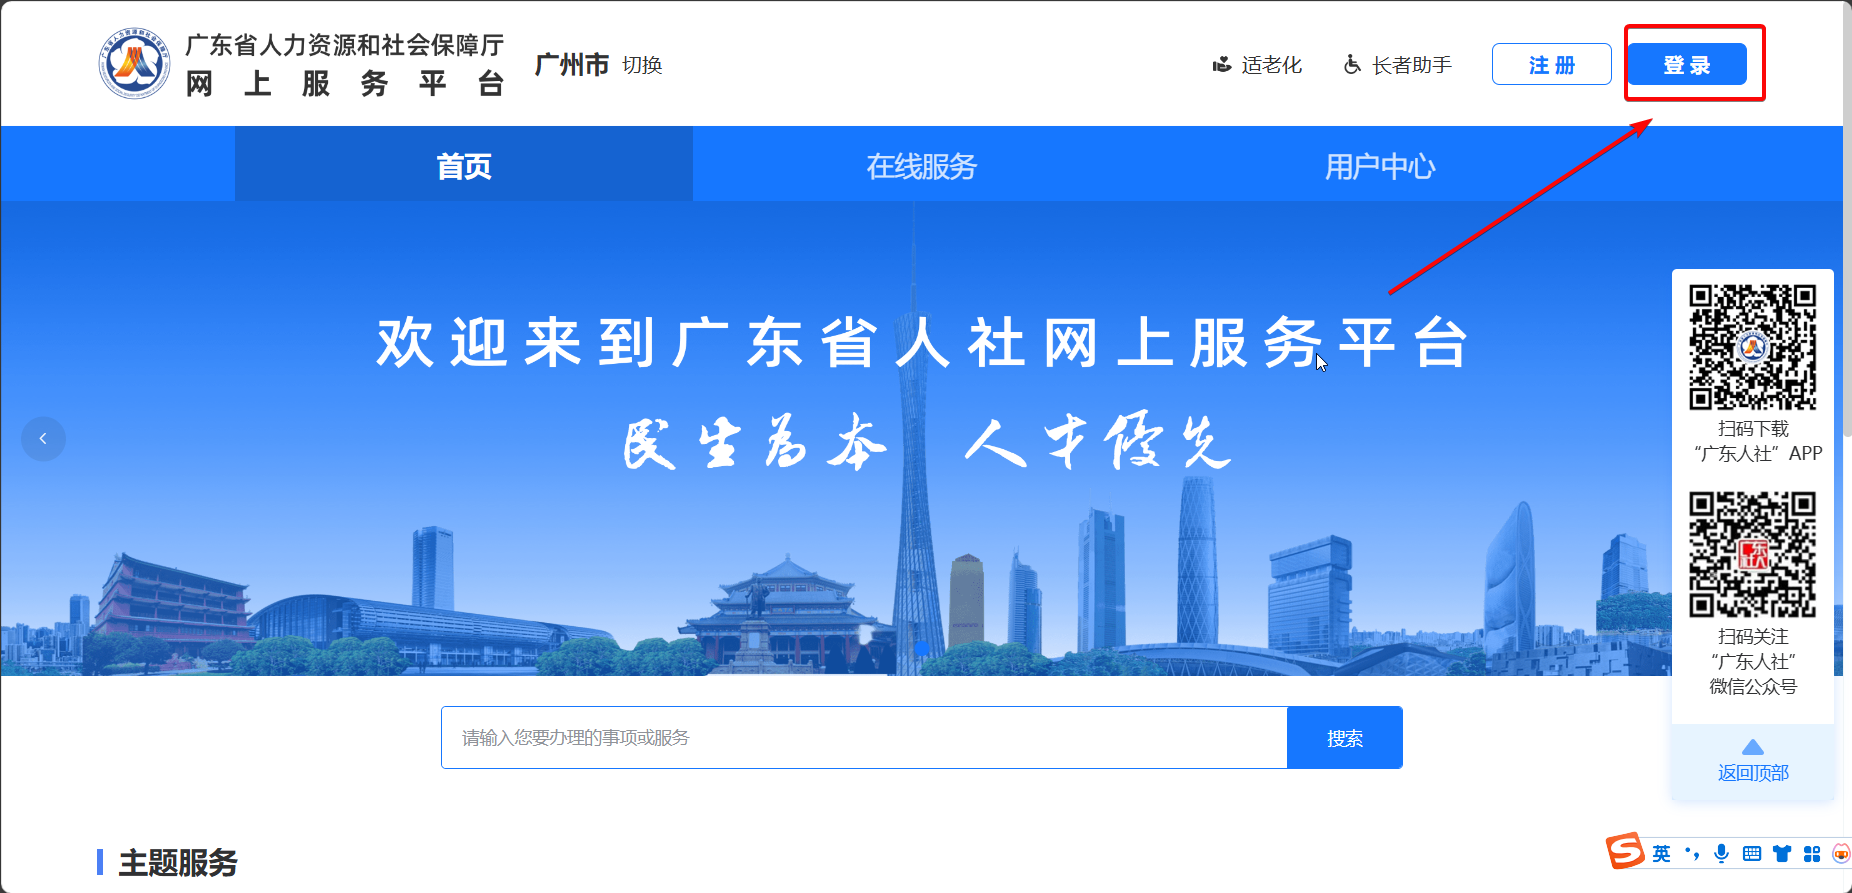 广东省人力资源和社会保障厅
网上服务平台
广州市 切换
适老化
长者助手
注 册
登 录
首页
在线服务
用户中心
欢迎来到广东省人社网上服务平台
民生為本 人才優先
扫码下载
“广东人社”APP
扫码关注
“广东人社”
微信公众号
返回顶部
请输入您要办理的事项或服务
搜索
主题服务
英